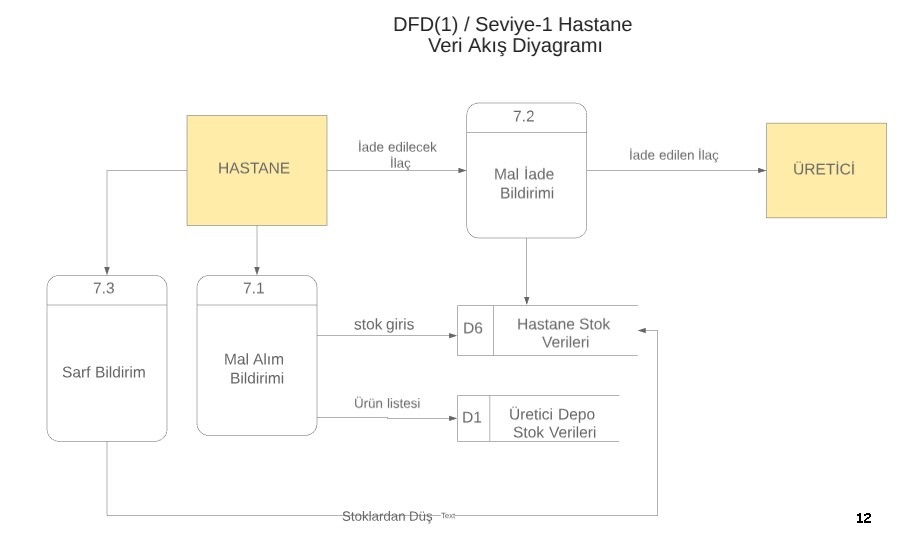 DFD(1) / Seviye-1 Hastane
Veri Akış Diyagramı
7.2
HASTANE
İade edilecek
İlaç
Mal İade
Bildirimi
İade edilen İlaç
ÜRETİCİ
7.3
7.1
Sarf Bildirim
Mal Alım
Bildirimi
stok giris
D6
Hastane Stok
Verileri
Ürün listesi
D1
Üretici Depo
Stok Verileri
Stoklardan Düş
Text
12